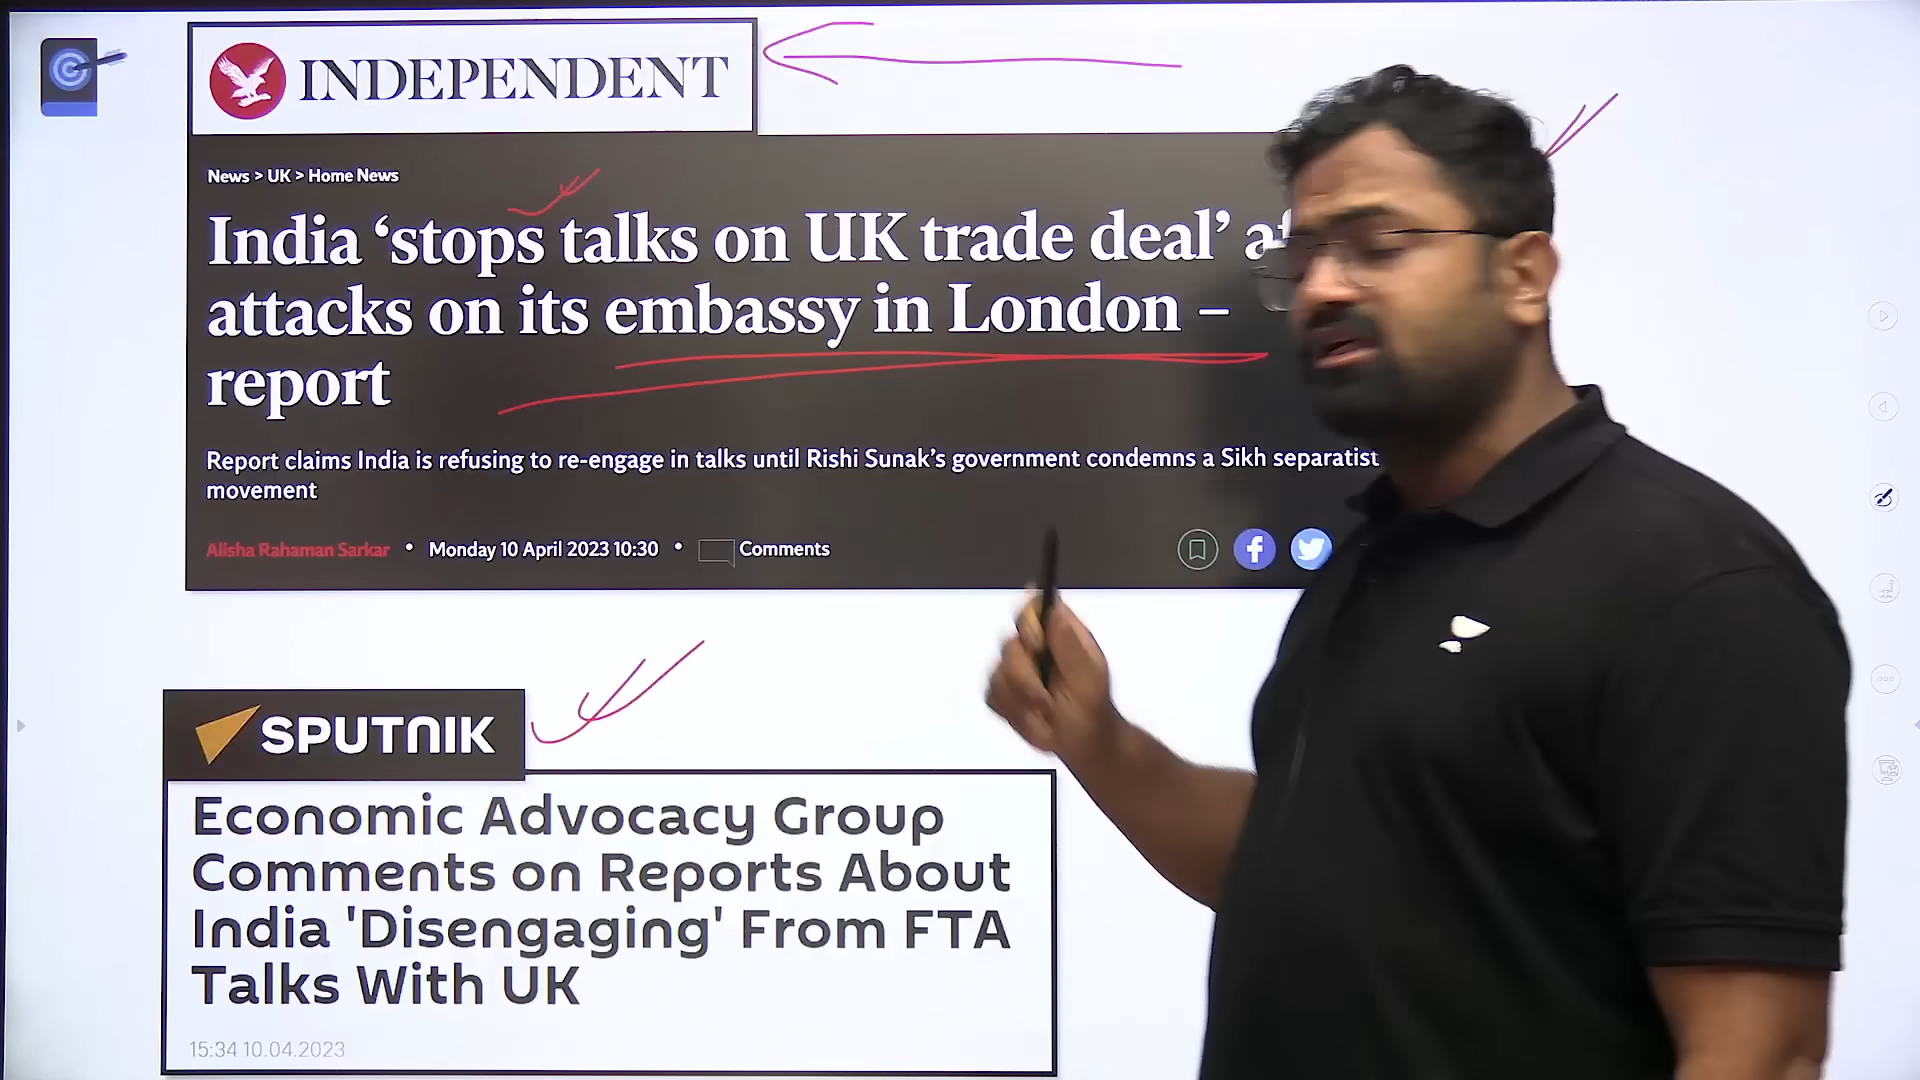 INDEPENDENT
News > UK > Home News
India ‘stops talks on UK trade deal’
attacks on its embassy in London –
report
Report claims India is refusing to re-engage in talks until Rishi Sunak’s government condemns a Sikh separatist
movement
Alisha Rahaman Sarkar • Monday 10 April 2023 10:30 • Comments
SPUTNIK
Economic Advocacy Group
Comments on Reports About
India 'Disengaging' From FTA
Talks With UK
15:34 10.04.2023